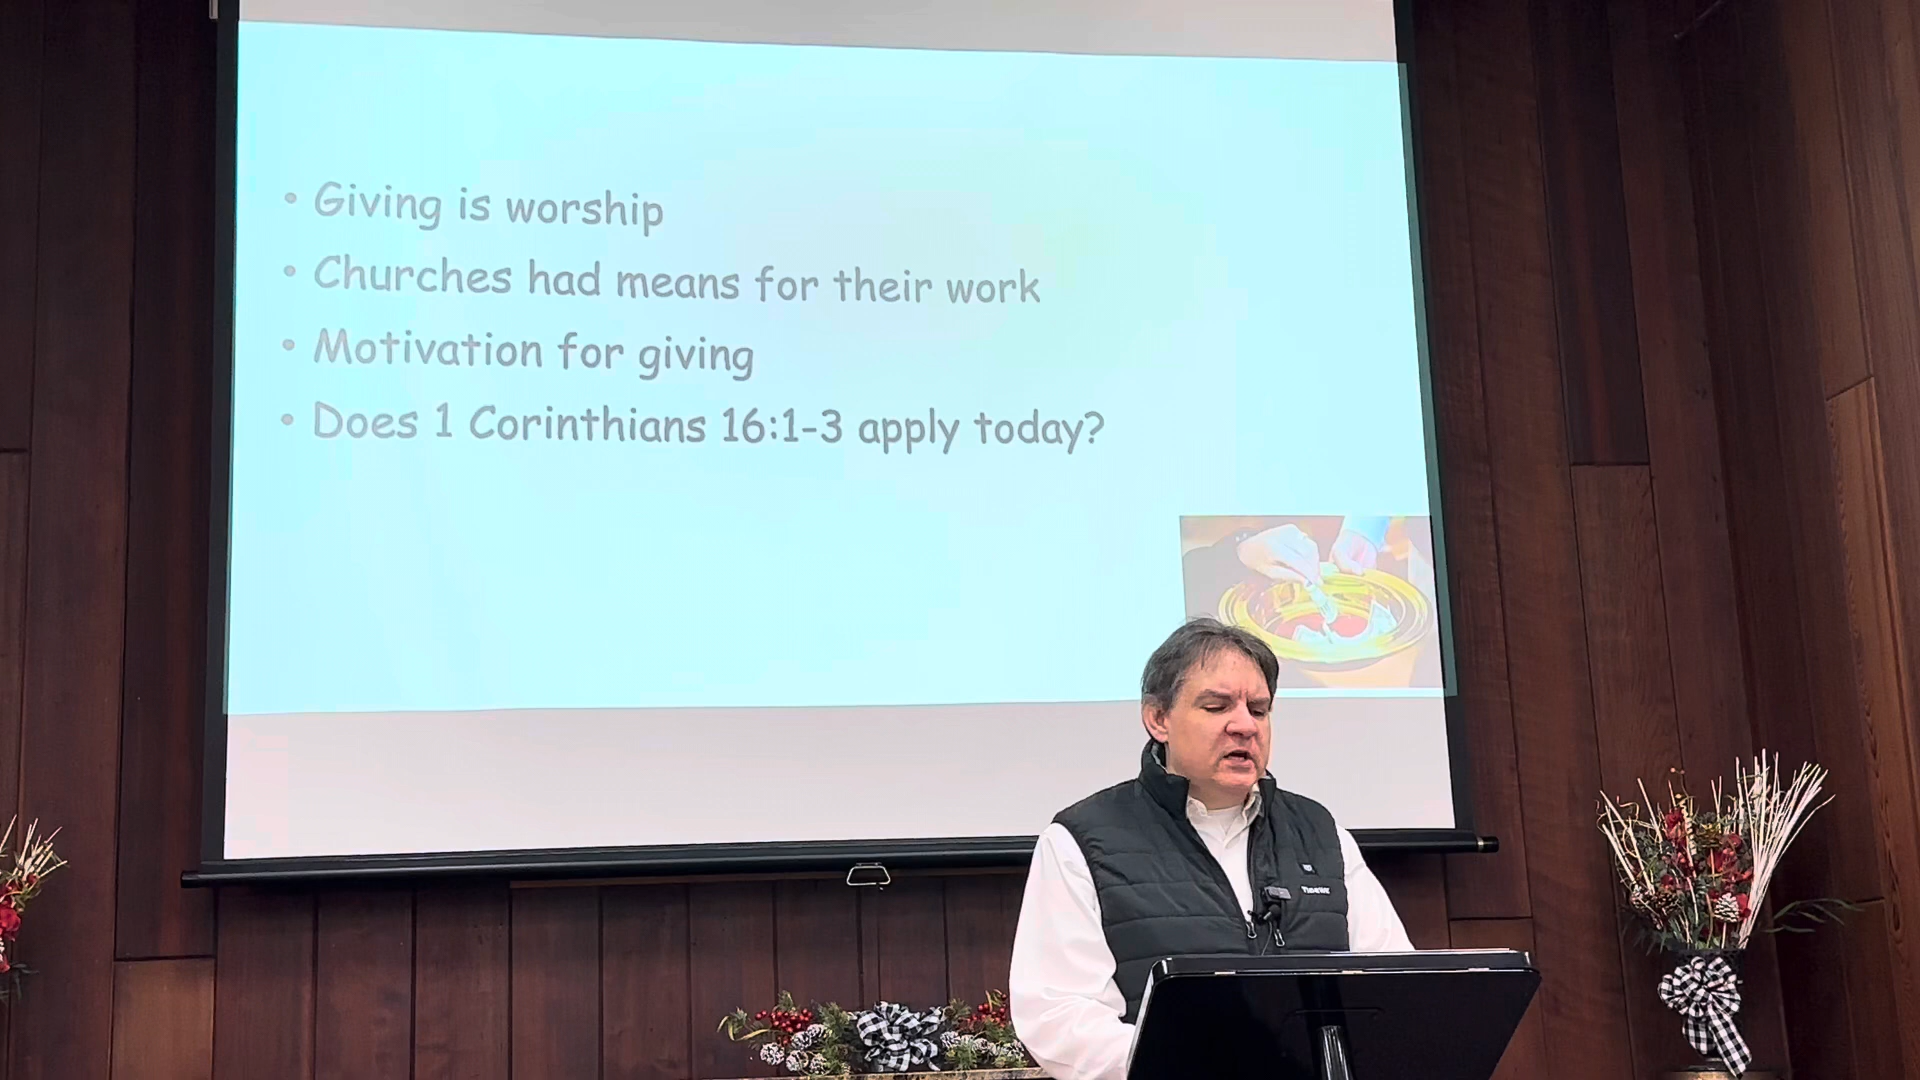 • Giving is worship
• Churches had means for their work
• Motivation for giving
• Does 1 Corinthians 16:1-3 apply today?